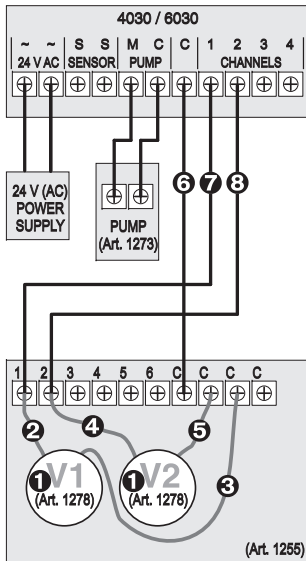 4030 / 6030
~ ~ S S M C C 1 2 3 4
24 V AC SENSOR PUMP CHANNELS
24 V (AC)
POWER
SUPPLY
PUMP
(Art. 1273)
6 7 8
1 2 3 4 5 6 C C C C
2 4 5
1 V1 1 V2
(Art. 1278) (Art. 1278)
3
(Art. 1255)